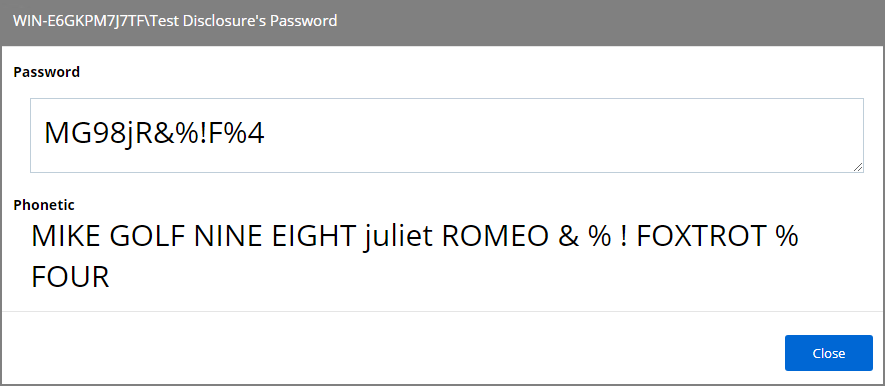 WIN-E6GKPM7J7TF\Test Disclosure's Password
Password
MG98jR&%!F%4
Phonetic
MIKE GOLF NINE EIGHT juliet ROMEO & % ! FOXTROT %
FOUR
Close